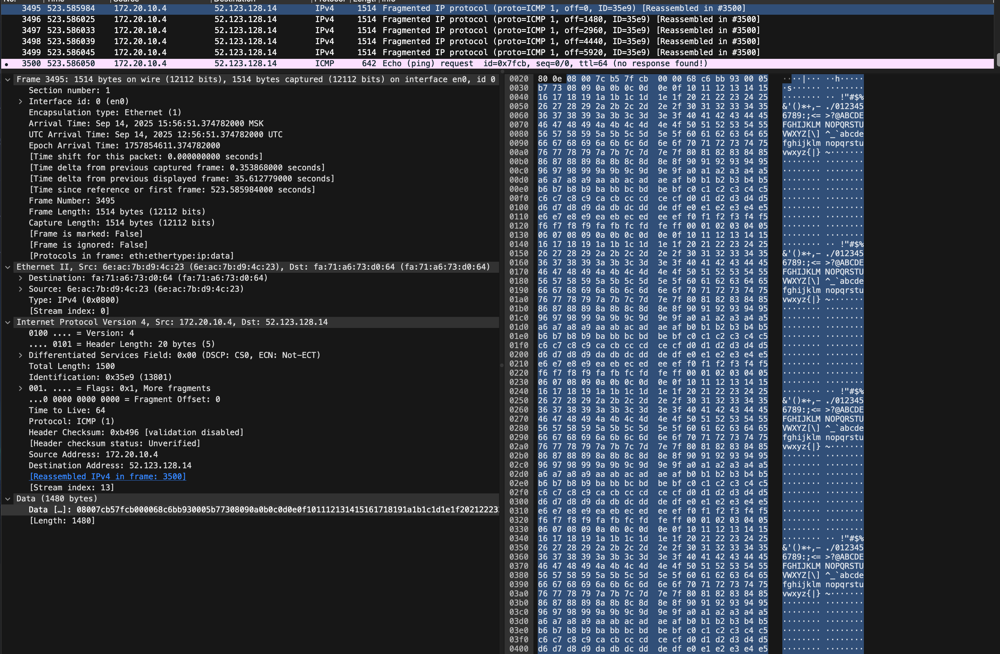 No. Time Source Destination Protocol Length Info
3495 523.585984 172.20.10.4 52.123.128.14 IPv4 1514 Fragmented IP protocol (proto=ICMP 1, off=0, ID=35e9) [Reassembled in #3500]
3496 523.586025 172.20.10.4 52.123.128.14 IPv4 1514 Fragmented IP protocol (proto=ICMP 1, off=1480, ID=35e9) [Reassembled in #3500]
3497 523.586033 172.20.10.4 52.123.128.14 IPv4 1514 Fragmented IP protocol (proto=ICMP 1, off=2960, ID=35e9) [Reassembled in #3500]
3498 523.586039 172.20.10.4 52.123.128.14 IPv4 1514 Fragmented IP protocol (proto=ICMP 1, off=4440, ID=35e9) [Reassembled in #3500]
3499 523.586045 172.20.10.4 52.123.128.14 IPv4 1514 Fragmented IP protocol (proto=ICMP 1, off=5920, ID=35e9) [Reassembled in #3500]
3500 523.586050 172.20.10.4 52.123.128.14 ICMP 642 Echo (ping) request id=0x7fcb, seq=0/0, ttl=64 (no response found!)
Frame 3495: 1514 bytes on wire (12112 bits), 1514 bytes captured (12112 bits) on interface en0, id 0
Section number: 1
Interface id: 0 (en0)
Encapsulation type: Ethernet (1)
Arrival Time: Sep 14, 2025 15:56:51.374782000 MSK
UTC Arrival Time: Sep 14, 2025 12:56:51.374782000 UTC
Epoch Arrival Time: 1757854611.374782000
[Time shift for this packet: 0.000000000 seconds]
[Time delta from previous captured frame: 0.353868000 seconds]
[Time delta from previous displayed frame: 35.612779000 seconds]
[Time since reference or first frame: 523.585984000 seconds]
Frame Number: 3495
Frame Length: 1514 bytes (12112 bits)
Capture Length: 1514 bytes (12112 bits)
[Frame is marked: False]
[Frame is ignored: False]
[Protocols in frame: eth:ethertype:ip:data]
Ethernet II, Src: 6e:ac:7b:d9:4c:23 (6e:ac:7b:d9:4c:23), Dst: fa:71:a6:73:d0:64 (fa:71:a6:73:d0:64)
Destination: fa:71:a6:73:d0:64 (fa:71:a6:73:d0:64)
Source: 6e:ac:7b:d9:4c:23 (6e:ac:7b:d9:4c:23)
Type: IPv4 (0x0800)
[Stream index: 0]
Internet Protocol Version 4, Src: 172.20.10.4, Dst: 52.123.128.14
0100 .... = Version: 4
.... 0101 = Header Length: 20 bytes (5)
Differentiated Services Field: 0x00 (DSCP: CS0, ECN: Not-ECT)
Total Length: 1500
Identification: 0x35e9 (13801)
001. .... = Flags: 0x1, More fragments
...0 0000 0000 0000 = Fragment Offset: 0
Time to Live: 64
Protocol: ICMP (1)
Header Checksum: 0xb496 [validation disabled]
[Header checksum status: Unverified]
Source Address: 172.20.10.4
Destination Address: 52.123.128.14
[Reassembled IPv4 in frame: 3500]
[Stream index: 13]
Data (1480 bytes)
Data […]: 08007cb57fcb000068c6bb930005b77308090a0b0c0d0e0f101112131415161718191a1b1c1d1e1f20212223
[Length: 1480]
0020 80 0e 08 00 7c b5 7f cb 00 00 68 c6 bb 93 00 05 ····|··· ··h·····
0030 b7 73 08 09 0a 0b 0c 0d 0e 0f 10 11 12 13 14 15 ·s······ ········
0040 16 17 18 19 1a 1b 1c 1d 1e 1f 20 21 22 23 24 25 ········ ·· !"#$%
0050 26 27 28 29 2a 2b 2c 2d 2e 2f 30 31 32 33 34 35 &'()*+,- ./012345
0060 36 37 38 39 3a 3b 3c 3d 3e 3f 40 41 42 43 44 45 6789:;<= >?@ABCDE
0070 46 47 48 49 4a 4b 4c 4d 4e 4f 50 51 52 53 54 55 FGHIJKLM NOPQRSTU
0080 56 57 58 59 5a 5b 5c 5d 5e 5f 60 61 62 63 64 65 VWXYZ[\] ^_`abcde
0090 66 67 68 69 6a 6b 6c 6d 6e 6f 70 71 72 73 74 75 fghijklm nopqrstu
00a0 76 77 78 79 7a 7b 7c 7d 7e 7f 80 81 82 83 84 85 vwxyz{|} ~·······
00b0 86 87 88 89 8a 8b 8c 8d 8e 8f 90 91 92 93 94 95 ········ ········
00c0 96 97 98 99 9a 9b 9c 9d 9e 9f a0 a1 a2 a3 a4 a5 ········ ········
00d0 a6 a7 a8 a9 aa ab ac ad ae af b0 b1 b2 b3 b4 b5 ········ ········
00e0 b6 b7 b8 b9 ba bb bc bd be bf c0 c1 c2 c3 c4 c5 ········ ········
00f0 c6 c7 c8 c9 ca cb cc cd ce cf d0 d1 d2 d3 d4 d5 ········ ········
0100 d6 d7 d8 d9 da db dc dd de df e0 e1 e2 e3 e4 e5 ········ ········
0110 e6 e7 e8 e9 ea eb ec ed ee ef f0 f1 f2 f3 f4 f5 ········ ········
0120 f6 f7 f8 f9 fa fb fc fd fe ff 00 01 02 03 04 05 ········ ········
0130 06 07 08 09 0a 0b 0c 0d 0e 0f 10 11 12 13 14 15 ········ ········
0140 16 17 18 19 1a 1b 1c 1d 1e 1f 20 21 22 23 24 25 ········ ·· !"#$%
0150 26 27 28 29 2a 2b 2c 2d 2e 2f 30 31 32 33 34 35 &'()*+,- ./012345
0160 36 37 38 39 3a 3b 3c 3d 3e 3f 40 41 42 43 44 45 6789:;<= >?@ABCDE
0170 46 47 48 49 4a 4b 4c 4d 4e 4f 50 51 52 53 54 55 FGHIJKLM NOPQRSTU
0180 56 57 58 59 5a 5b 5c 5d 5e 5f 60 61 62 63 64 65 VWXYZ[\] ^_`abcde
0190 66 67 68 69 6a 6b 6c 6d 6e 6f 70 71 72 73 74 75 fghijklm nopqrstu
01a0 76 77 78 79 7a 7b 7c 7d 7e 7f 80 81 82 83 84 85 vwxyz{|} ~·······
01b0 86 87 88 89 8a 8b 8c 8d 8e 8f 90 91 92 93 94 95 ········ ········
01c0 96 97 98 99 9a 9b 9c 9d 9e 9f a0 a1 a2 a3 a4 a5 ········ ········
01d0 a6 a7 a8 a9 aa ab ac ad ae af b0 b1 b2 b3 b4 b5 ········ ········
01e0 b6 b7 b8 b9 ba bb bc bd be bf c0 c1 c2 c3 c4 c5 ········ ········
01f0 c6 c7 c8 c9 ca cb cc cd ce cf d0 d1 d2 d3 d4 d5 ········ ········
0200 d6 d7 d8 d9 da db dc dd de df e0 e1 e2 e3 e4 e5 ········ ········
0210 e6 e7 e8 e9 ea eb ec ed ee ef f0 f1 f2 f3 f4 f5 ········ ········
0220 f6 f7 f8 f9 fa fb fc fd fe ff 00 01 02 03 04 05 ········ ········
0230 06 07 08 09 0a 0b 0c 0d 0e 0f 10 11 12 13 14 15 ········ ········
0240 16 17 18 19 1a 1b 1c 1d 1e 1f 20 21 22 23 24 25 ········ ·· !"#$%
0250 26 27 28 29 2a 2b 2c 2d 2e 2f 30 31 32 33 34 35 &'()*+,- ./012345
0260 36 37 38 39 3a 3b 3c 3d 3e 3f 40 41 42 43 44 45 6789:;<= >?@ABCDE
0270 46 47 48 49 4a 4b 4c 4d 4e 4f 50 51 52 53 54 55 FGHIJKLM NOPQRSTU
0280 56 57 58 59 5a 5b 5c 5d 5e 5f 60 61 62 63 64 65 VWXYZ[\] ^_`abcde
0290 66 67 68 69 6a 6b 6c 6d 6e 6f 70 71 72 73 74 75 fghijklm nopqrstu
02a0 76 77 78 79 7a 7b 7c 7d 7e 7f 80 81 82 83 84 85 vwxyz{|} ~·······
02b0 86 87 88 89 8a 8b 8c 8d 8e 8f 90 91 92 93 94 95 ········ ········
02c0 96 97 98 99 9a 9b 9c 9d 9e 9f a0 a1 a2 a3 a4 a5 ········ ········
02d0 a6 a7 a8 a9 aa ab ac ad ae af b0 b1 b2 b3 b4 b5 ········ ········
02e0 b6 b7 b8 b9 ba bb bc bd be bf c0 c1 c2 c3 c4 c5 ········ ········
02f0 c6 c7 c8 c9 ca cb cc cd ce cf d0 d1 d2 d3 d4 d5 ········ ········
0300 d6 d7 d8 d9 da db dc dd de df e0 e1 e2 e3 e4 e5 ········ ········
0310 e6 e7 e8 e9 ea eb ec ed ee ef f0 f1 f2 f3 f4 f5 ········ ········
0320 f6 f7 f8 f9 fa fb fc fd fe ff 00 01 02 03 04 05 ········ ········
0330 06 07 08 09 0a 0b 0c 0d 0e 0f 10 11 12 13 14 15 ········ ········
0340 16 17 18 19 1a 1b 1c 1d 1e 1f 20 21 22 23 24 25 ········ ·· !"#$%
0350 26 27 28 29 2a 2b 2c 2d 2e 2f 30 31 32 33 34 35 &'()*+,- ./012345
0360 36 37 38 39 3a 3b 3c 3d 3e 3f 40 41 42 43 44 45 6789:;<= >?@ABCDE
0370 46 47 48 49 4a 4b 4c 4d 4e 4f 50 51 52 53 54 55 FGHIJKLM NOPQRSTU
0380 56 57 58 59 5a 5b 5c 5d 5e 5f 60 61 62 63 64 65 VWXYZ[\] ^_`abcde
0390 66 67 68 69 6a 6b 6c 6d 6e 6f 70 71 72 73 74 75 fghijklm nopqrstu
03a0 76 77 78 79 7a 7b 7c 7d 7e 7f 80 81 82 83 84 85 vwxyz{|} ~·······
03b0 86 87 88 89 8a 8b 8c 8d 8e 8f 90 91 92 93 94 95 ········ ········
03c0 96 97 98 99 9a 9b 9c 9d 9e 9f a0 a1 a2 a3 a4 a5 ········ ········
03d0 a6 a7 a8 a9 aa ab ac ad ae af b0 b1 b2 b3 b4 b5 ········ ········
03e0 b6 b7 b8 b9 ba bb bc bd be bf c0 c1 c2 c3 c4 c5 ········ ········
03f0 c6 c7 c8 c9 ca cb cc cd ce cf d0 d1 d2 d3 d4 d5 ········ ········
0400 d6 d7 d8 d9 da db dc dd de df e0 e1 e2 e3 e4 e5 ········ ········